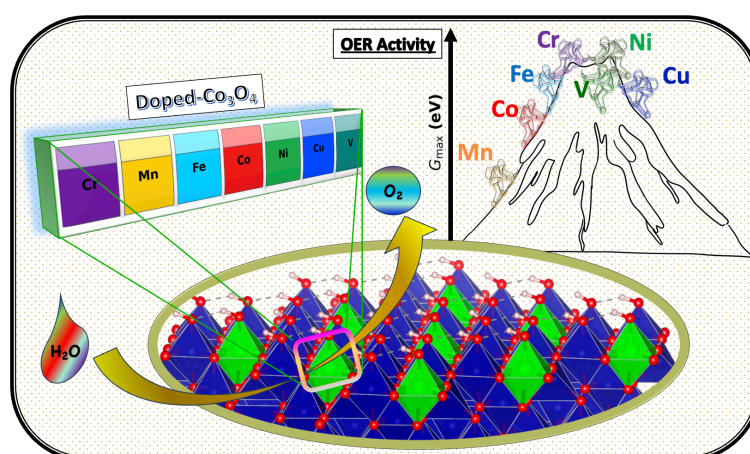 OER Activity
Doped-Co₃O₄
Cr
Mn
Fe
Co
Ni
Cu
V
O₂
H₂O
G_max (eV)
Cr
Ni
Fe
V
Cu
Co
Mn